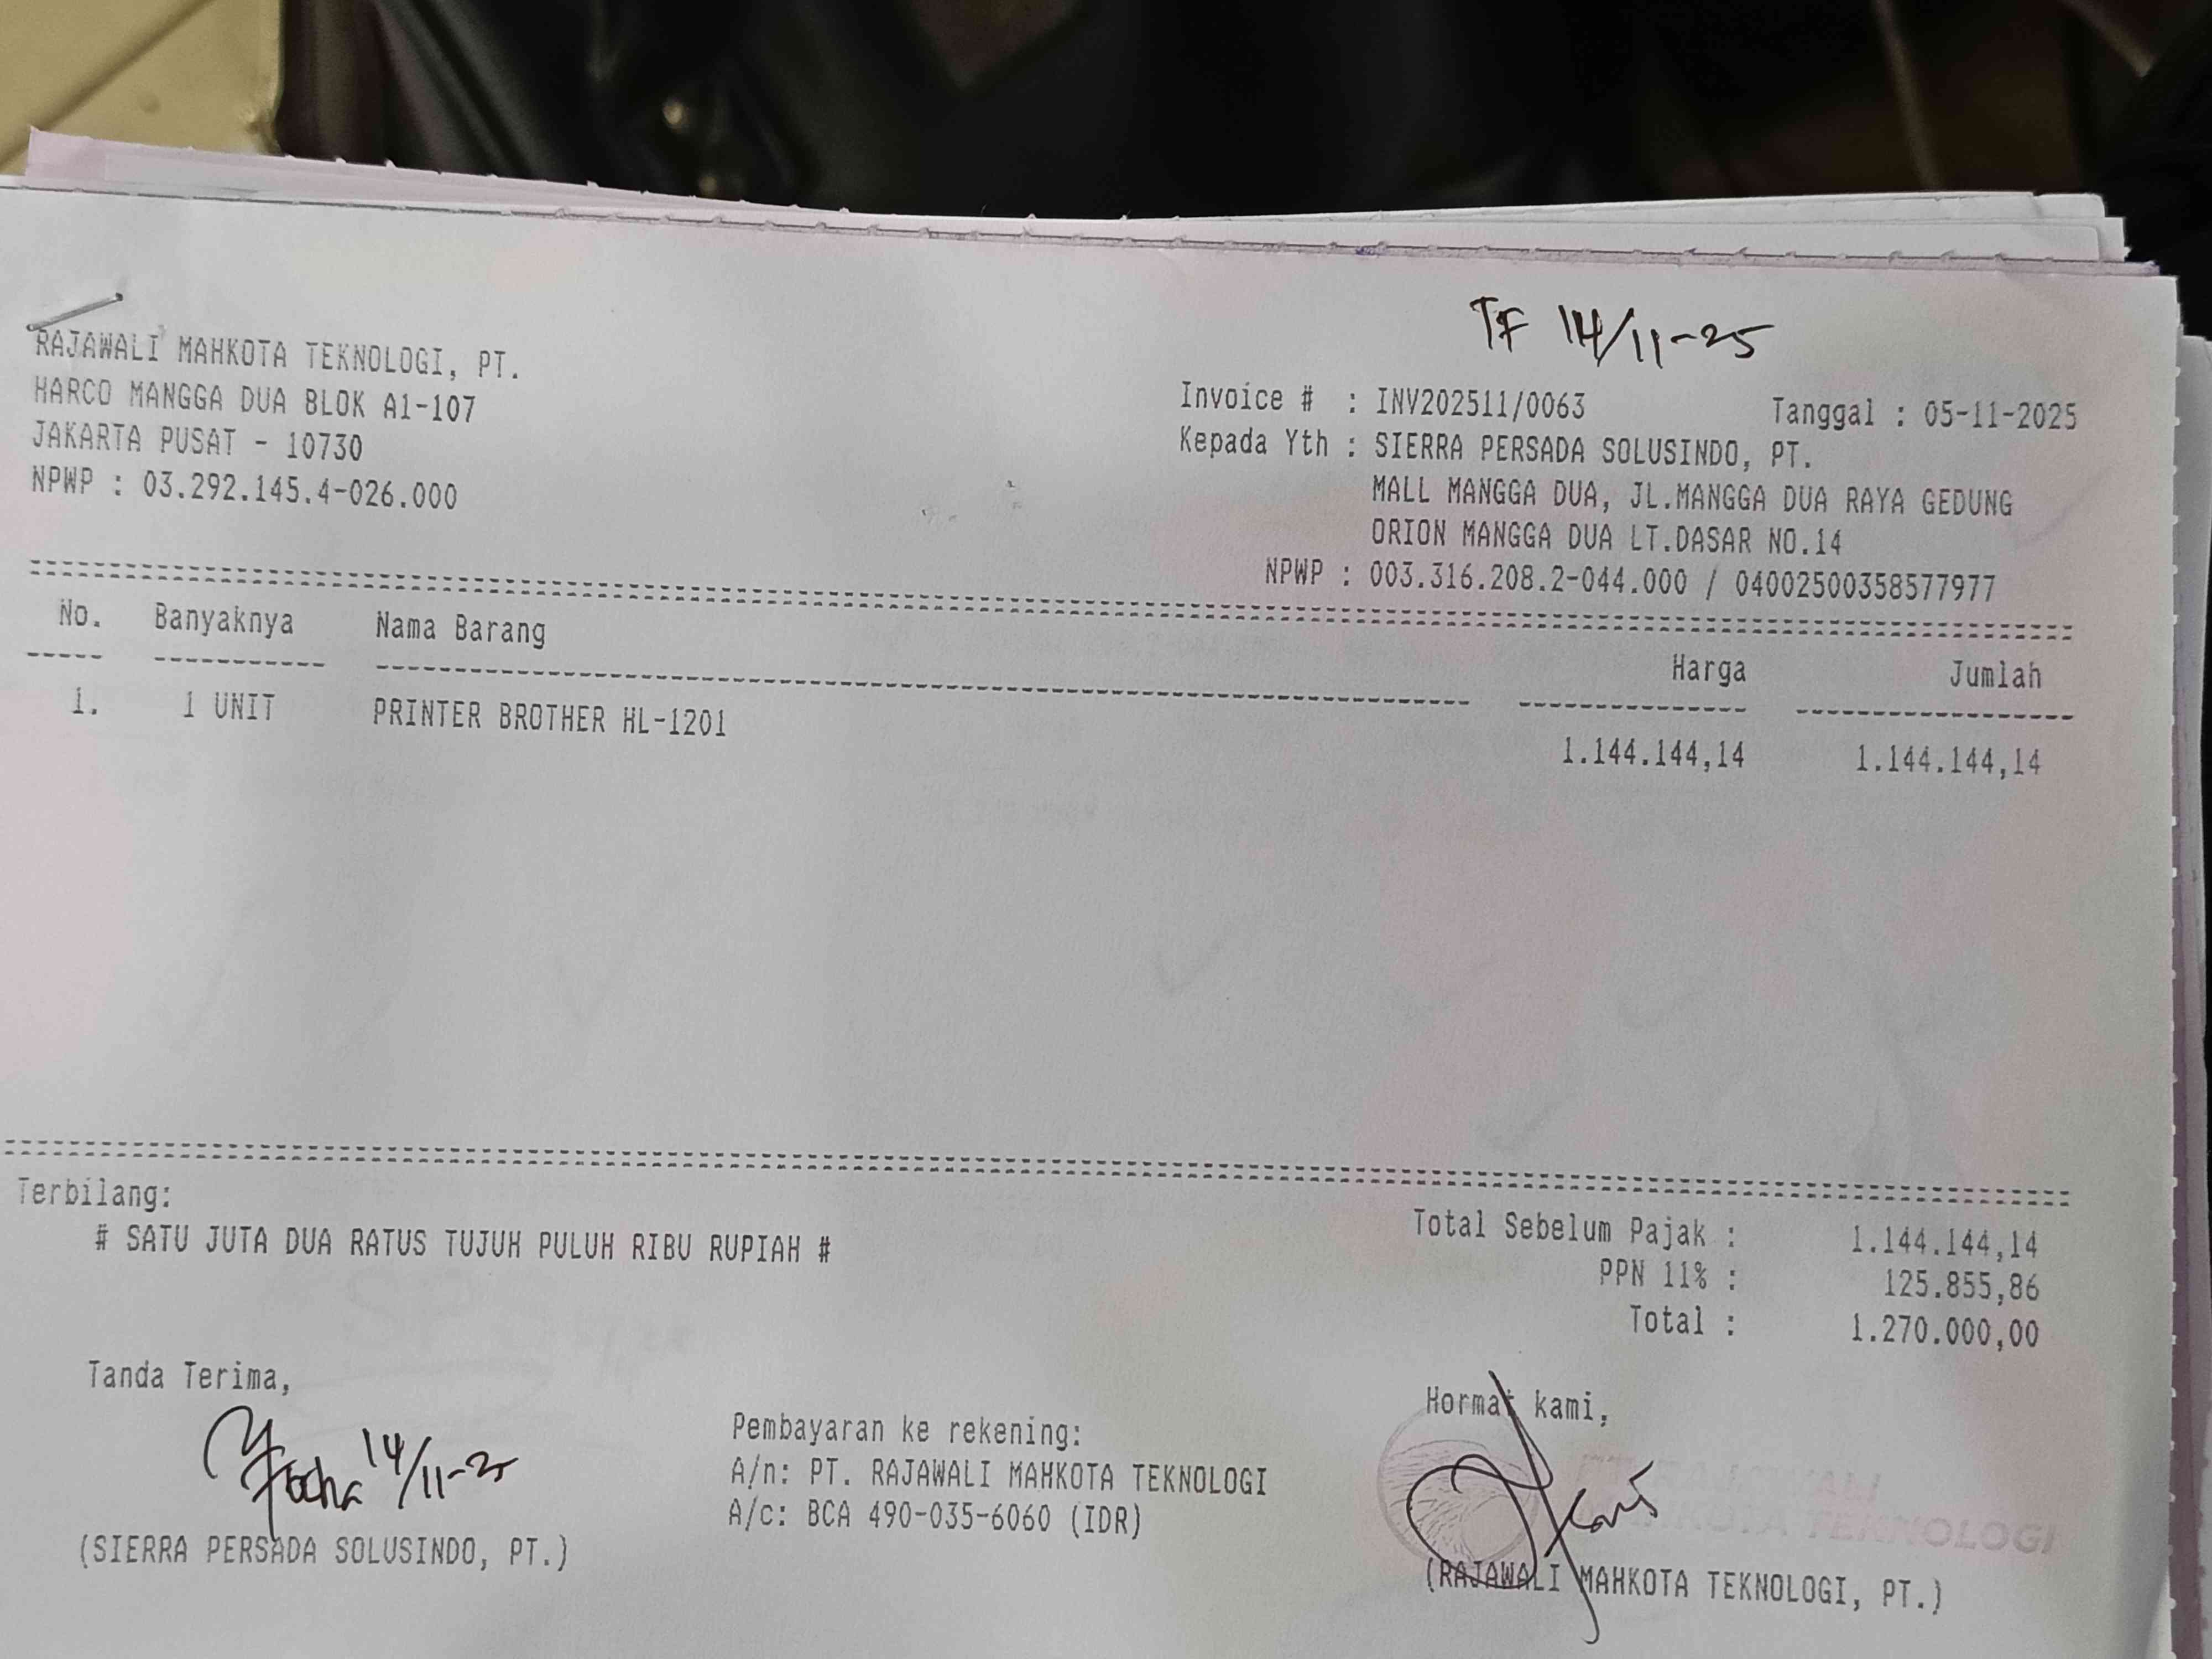 TF 14/11-25
RAJAWALI MAHKOTA TEKNOLOGI, PT.
HARCO MANGGA DUA BLOK A1-107
JAKARTA PUSAT - 10730
NPWP : 03.292.145.4-026.000
Invoice # : INV202511/0063 Tanggal : 05-11-2025
Kepada Yth : SIERRA PERSADA SOLUSINDO, PT.
MALL MANGGA DUA, JL.MANGGA DUA RAYA GEDUNG
ORION MANGGA DUA LT.DASAR NO.14
NPWP : 003.316.208.2-044.000 / 04002500358577977
No. Banyaknya Nama Barang Harga Jumlah
1. 1 UNIT PRINTER BROTHER HL-1201 1.144.144,14 1.144.144,14
Terbilang:
# SATU JUTA DUA RATUS TUJUH PULUH RIBU RUPIAH #
Total Sebelum Pajak : 1.144.144,14
PPN 11% : 125.855,86
Total : 1.270.000,00
Tanda Terima,
14/11-25
(SIERRA PERSADA SOLUSINDO, PT.)
Pembayaran ke rekening:
A/n: PT. RAJAWALI MAHKOTA TEKNOLOGI
A/c: BCA 490-035-6060 (IDR)
Hormat kami,
TEKNOLOGI
(RAJAWALI MAHKOTA TEKNOLOGI, PT.)